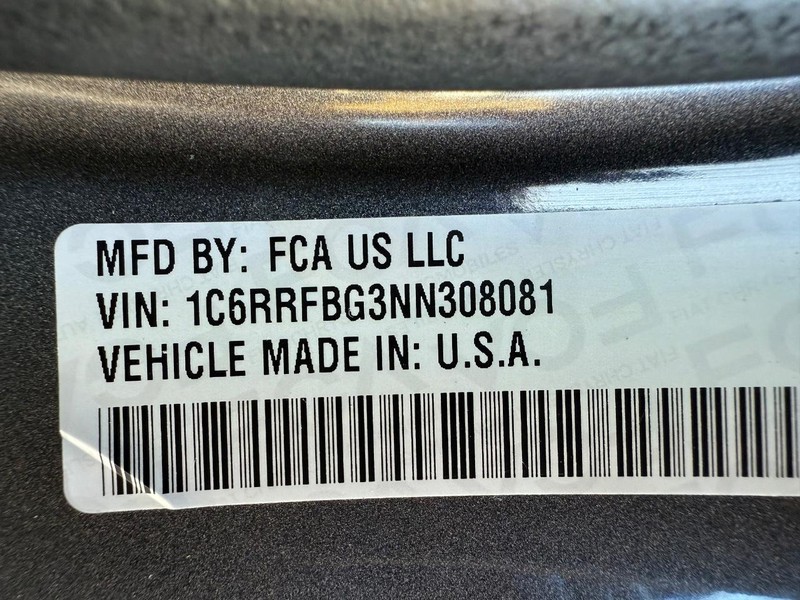 MFD BY: FCA US LLC
VIN: 1C6RRFBG3NN308081
VEHICLE MADE IN: U.S.A.